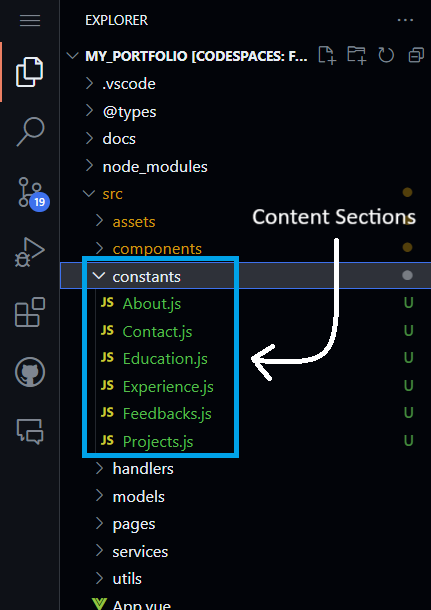 EXPLORER
MY_PORTFOLIO [CODESPACES: F...
.vscode
@types
docs
node_modules
19
src
Content Sections
assets
components
constants
JS About.js U
JS Contact.js U
JS Education.js U
JS Experience.js U
JS Feedbacks.js U
JS Projects.js U
handlers
models
pages
services
utils
App.vue